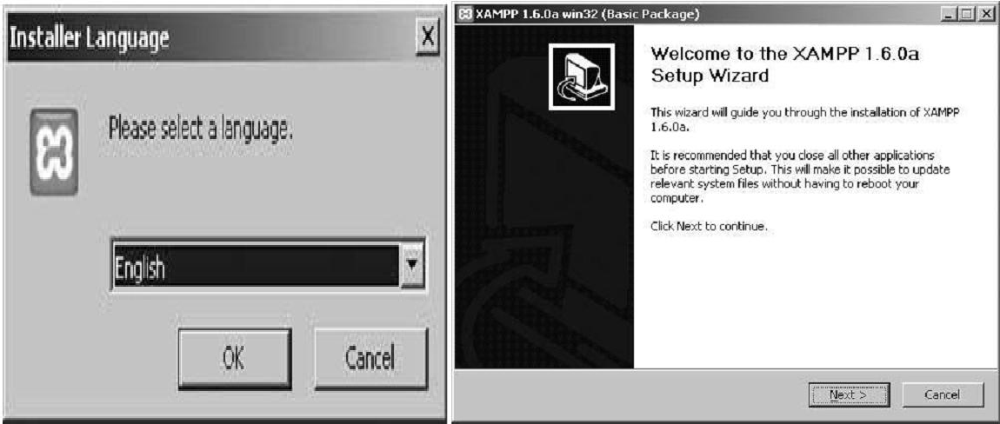 Installer Language
Please select a language.
English
OK
Cancel
XAMPP 1.6.0a win32 (Basic Package)
Welcome to the XAMPP 1.6.0a
Setup Wizard
This wizard will guide you through the installation of XAMPP
1.6.0a.
It is recommended that you close all other applications
before starting Setup. This will make it possible to update
relevant system files without having to reboot your
computer.
Click Next to continue.
Next >
Cancel